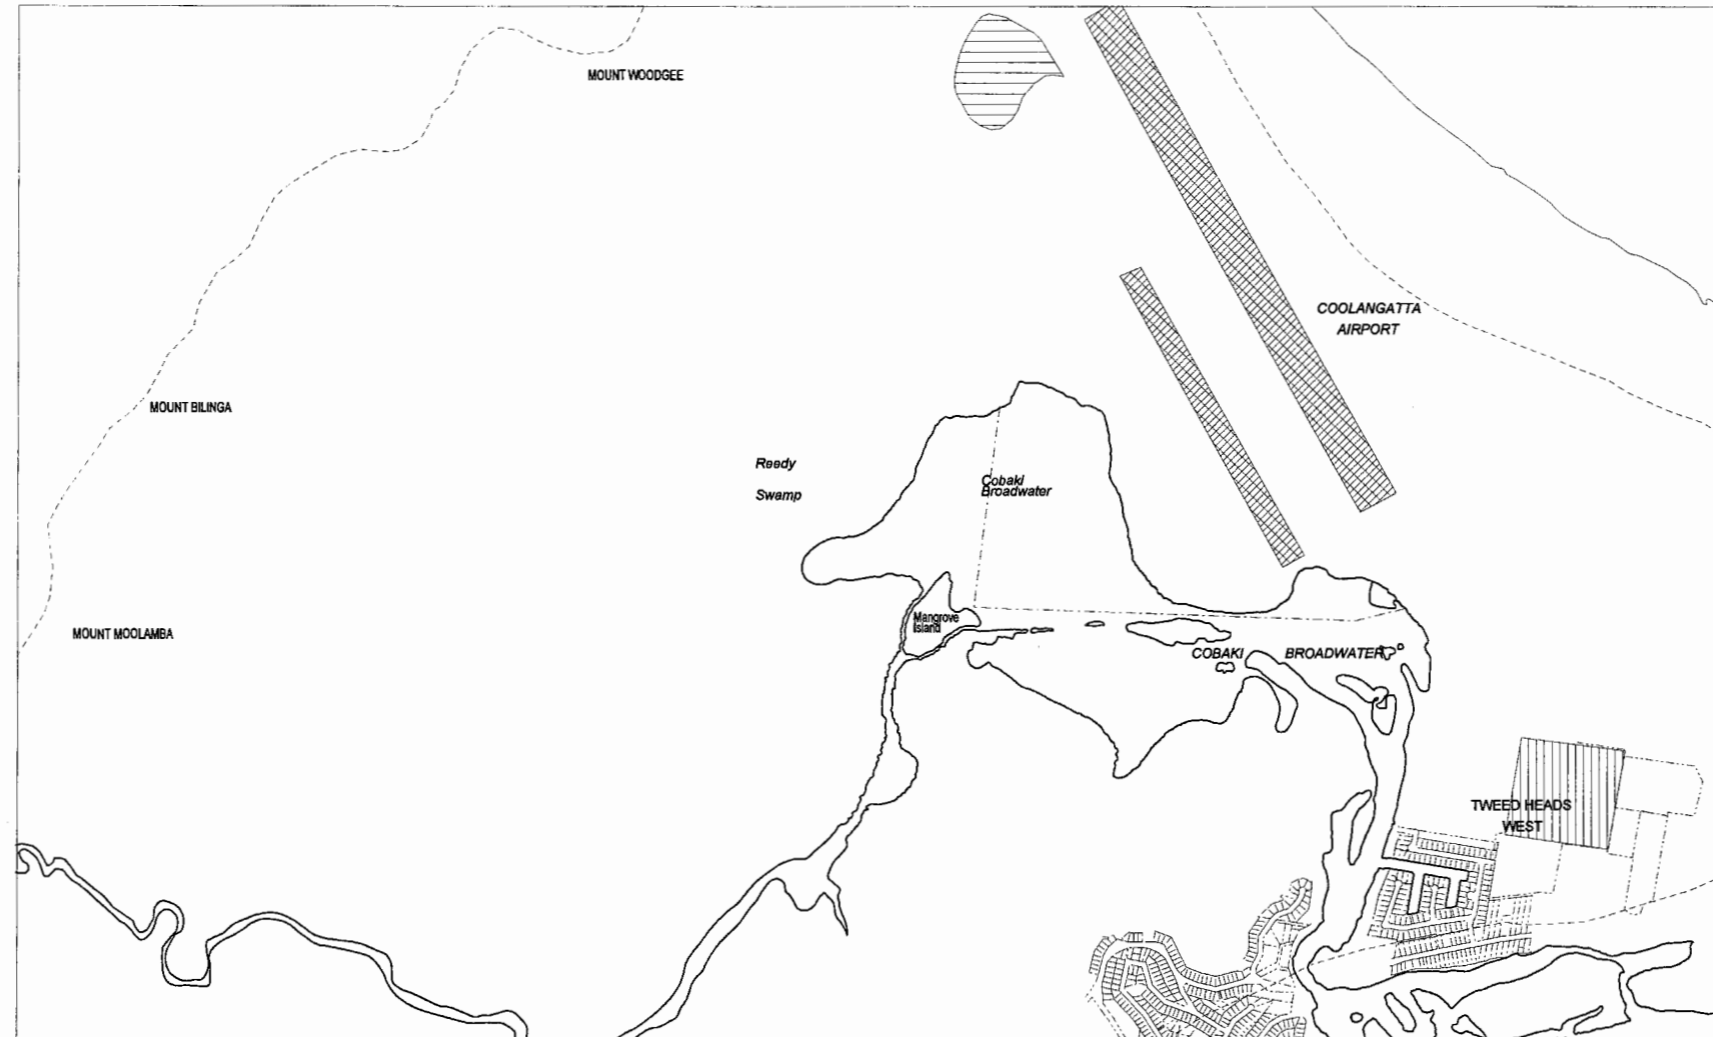 MOUNT WOODGEE
COOLANGATTA
AIRPORT
MOUNT BILINGA
Reedy
Swamp
Cobaki
Broadwater
Mangrove
Island
MOUNT MOOLAMBA
COBAKI BROADWATER
TWEED HEADS
WEST